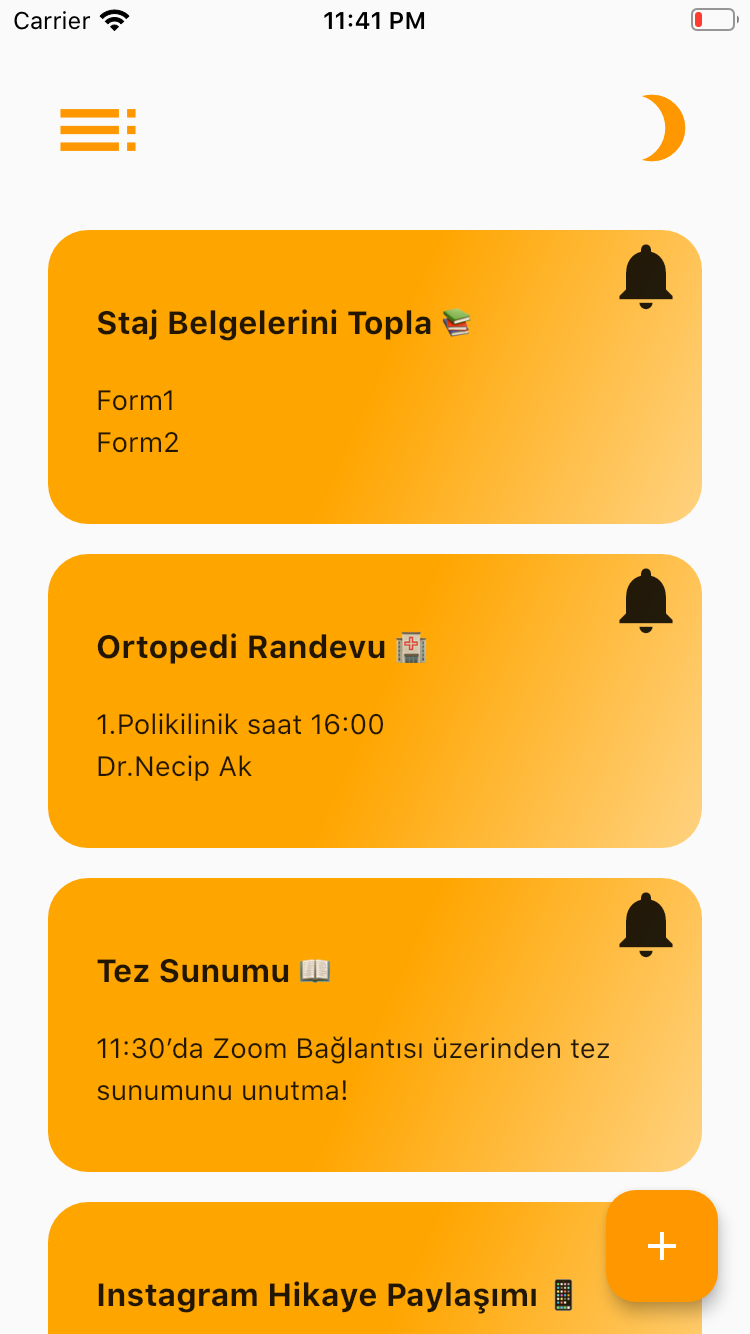 Carrier 11:41 PM
Staj Belgelerini Topla 📚
Form1
Form2
Ortopedi Randevu 🏥
1.Polikilinik saat 16:00
Dr.Necip Ak
Tez Sunumu 📖
11:30’da Zoom Bağlantısı üzerinden tez
sunumunu unutma!
Instagram Hikaye Paylaşımı 📱